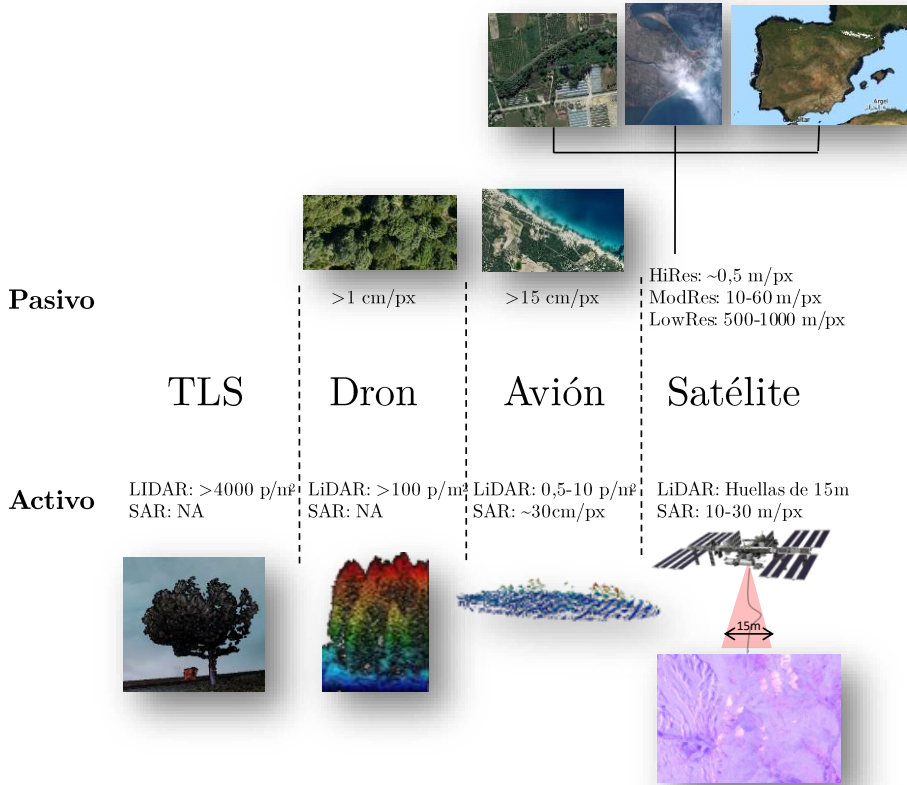 Argel
Pasivo
>1 cm/px
>15 cm/px
HiRes: ~0,5 m/px
ModRes: 10-60 m/px
LowRes: 500-1000 m/px
TLS
Dron
Avión
Satélite
Activo
LIDAR: >4000 p/m²
SAR: NA
LiDAR: >100 p/m²
SAR: NA
LiDAR: 0,5-10 p/m²
SAR: ~30cm/px
LiDAR: Huellas de 15m
SAR: 10-30 m/px
15m